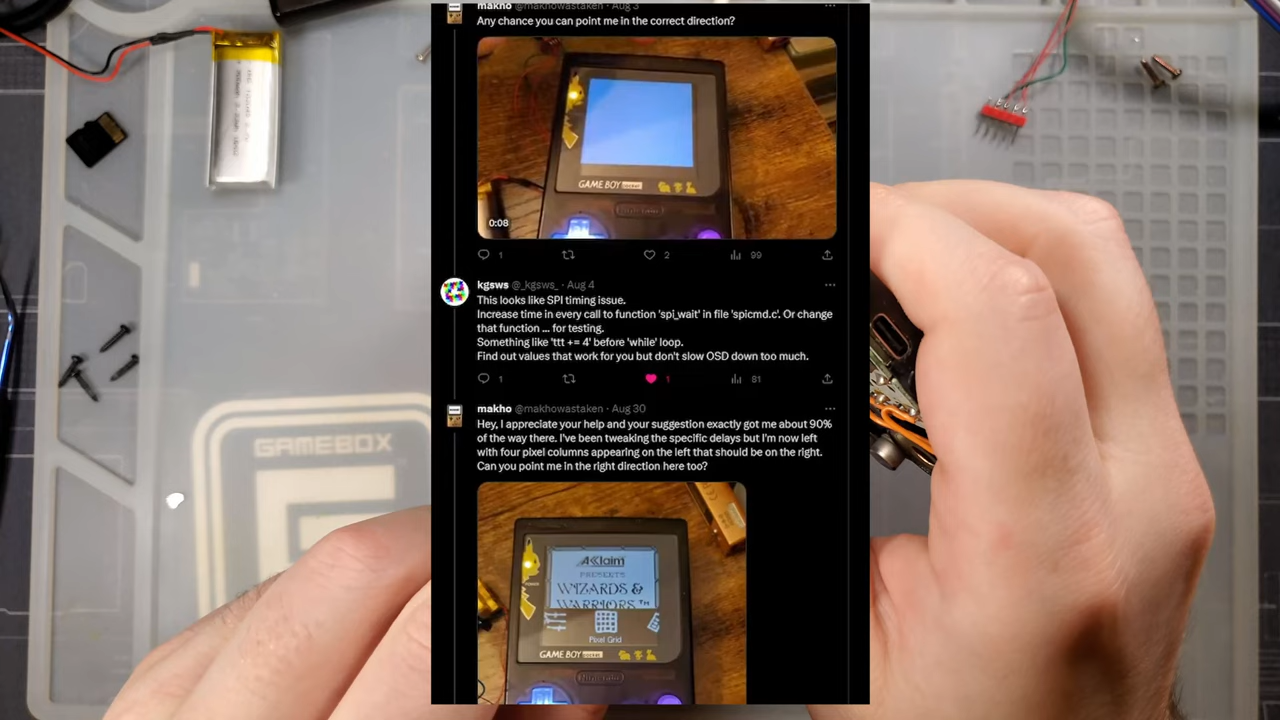 makho @makhowastaken · Aug 3
Any chance you can point me in the correct direction?
GAME BOY POCKET
Nintendo
0:08
1
2
99
kgsws @_kgsws_ · Aug 4
This looks like SPI timing issue.
Increase time in every call to function 'spi_wait' in file 'spicmd.c'. Or change
that function ... for testing.
Something like 'ttt += 4' before 'while' loop.
Find out values that work for you but don't slow OSD down too much.
1
1
81
makho @makhowastaken · Aug 30
Hey, I appreciate your help and your suggestion exactly got me about 90%
of the way there. I've been tweaking the specific delays but I'm now left
with four pixel columns appearing on the left that should be on the right.
Can you point me in the right direction here too?
AKlaim
PRESENTS
WIZARDS &
WARRIORS™
Pixel Grid
GAME BOY POCKET
Nintendo
GAMEBOX